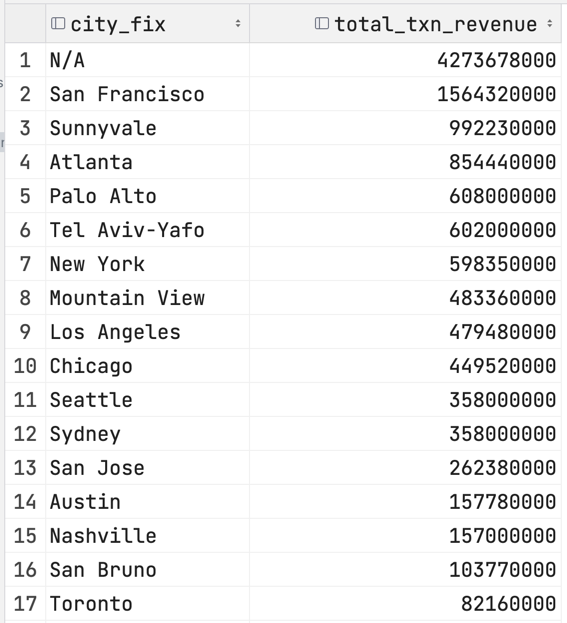 city_fix total_txn_revenue
1 N/A 4273678000
2 San Francisco 1564320000
3 Sunnyvale 992230000
4 Atlanta 854440000
5 Palo Alto 608000000
6 Tel Aviv-Yafo 602000000
7 New York 598350000
8 Mountain View 483360000
9 Los Angeles 479480000
10 Chicago 449520000
11 Seattle 358000000
12 Sydney 358000000
13 San Jose 262380000
14 Austin 157780000
15 Nashville 157000000
16 San Bruno 103770000
17 Toronto 82160000